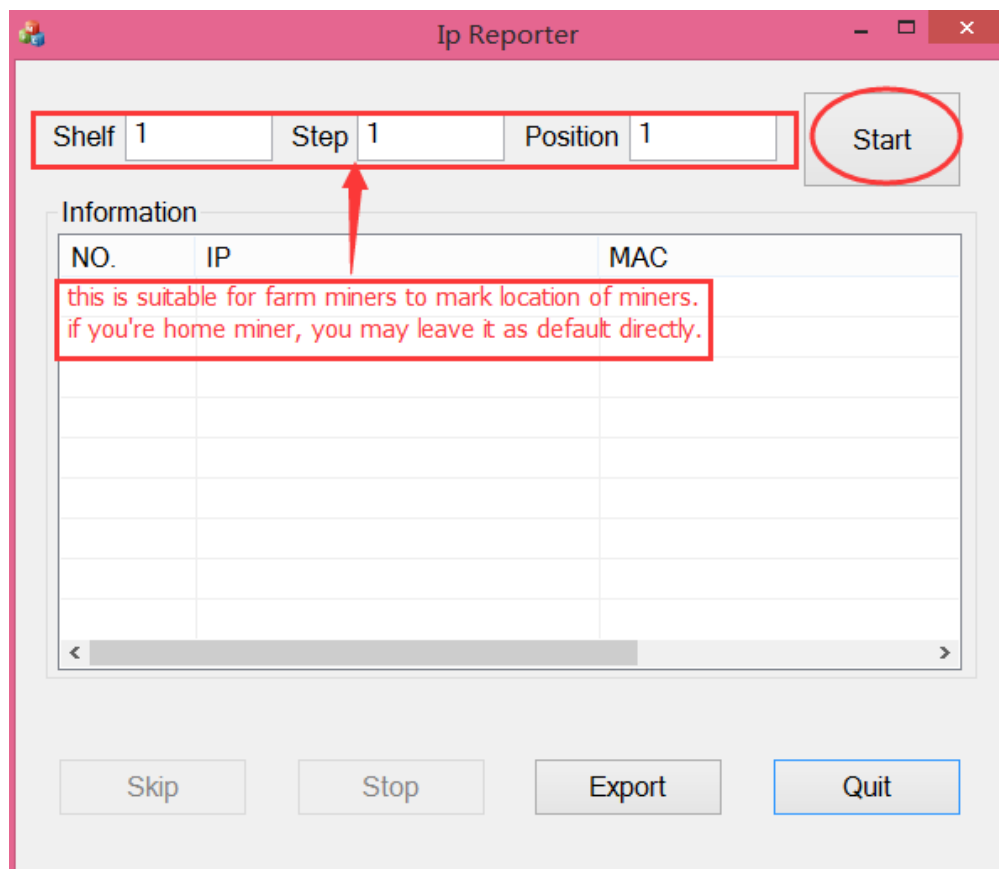 Ip Reporter
Shelf 1 Step 1 Position 1 Start
Information
NO. IP MAC
this is suitable for farm miners to mark location of miners.
if you're home miner, you may leave it as default directly.
Skip Stop Export Quit